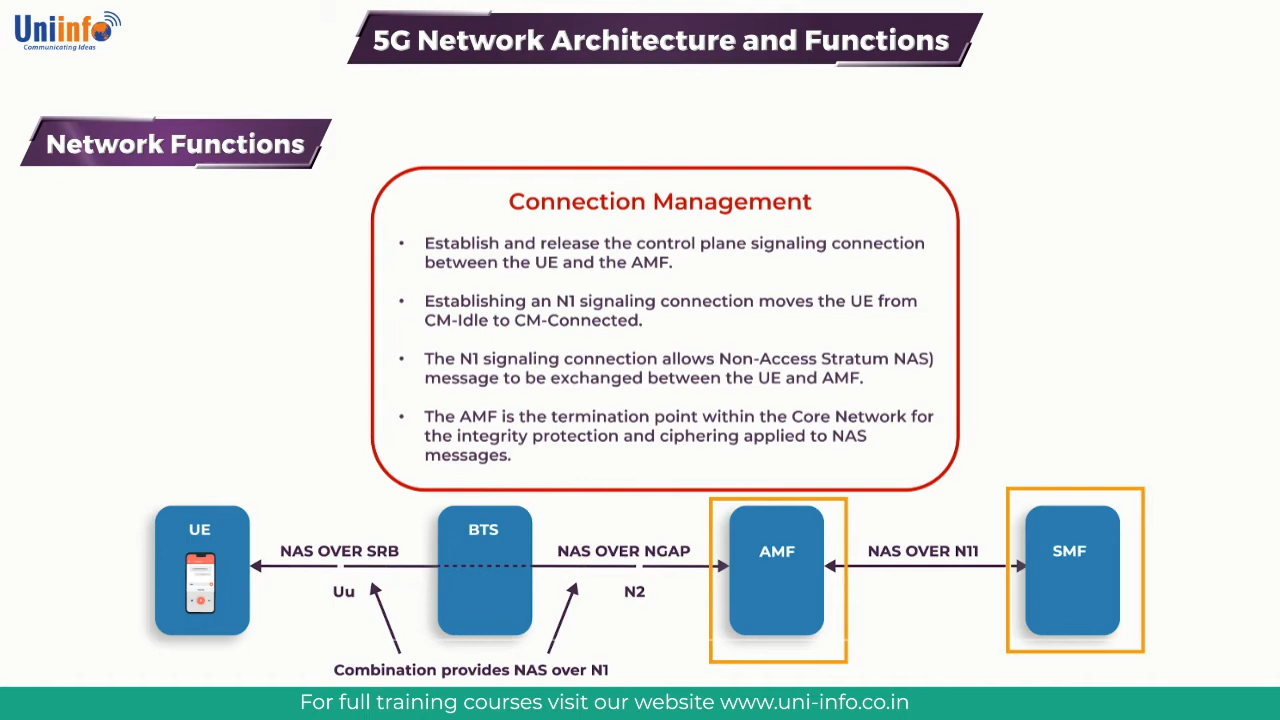 Uniinfo
Communicating Ideas
5G Network Architecture and Functions
Network Functions
Connection Management
• Establish and release the control plane signaling connection
between the UE and the AMF.
• Establishing an N1 signaling connection moves the UE from
CM-Idle to CM-Connected.
• The N1 signaling connection allows Non-Access Stratum NAS)
message to be exchanged between the UE and AMF.
• The AMF is the termination point within the Core Network for
the integrity protection and ciphering applied to NAS
messages.
UE
NAS OVER SRB
Uu
BTS
NAS OVER NGAP
N2
AMF
NAS OVER N11
SMF
Combination provides NAS over N1
For full training courses visit our website www.uni-info.co.in